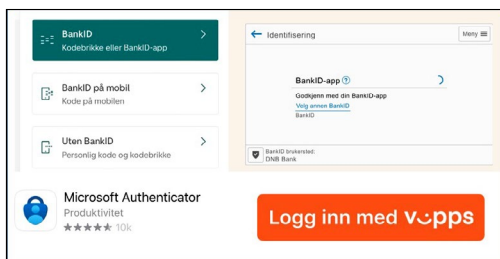 BankID
Kodebrikke eller BankID-app
BankID på mobil
Kode på mobilen
Uten BankID
Personlig kode og kodebrikke
Identifisering
Meny
BankID-app
Godkjenn med din BankID-app
Velg annen BankID
BankID
BankID brukersted:
DNB Bank
Microsoft Authenticator
Produktivitet
★★★★★ 10k
Logg inn med vipps